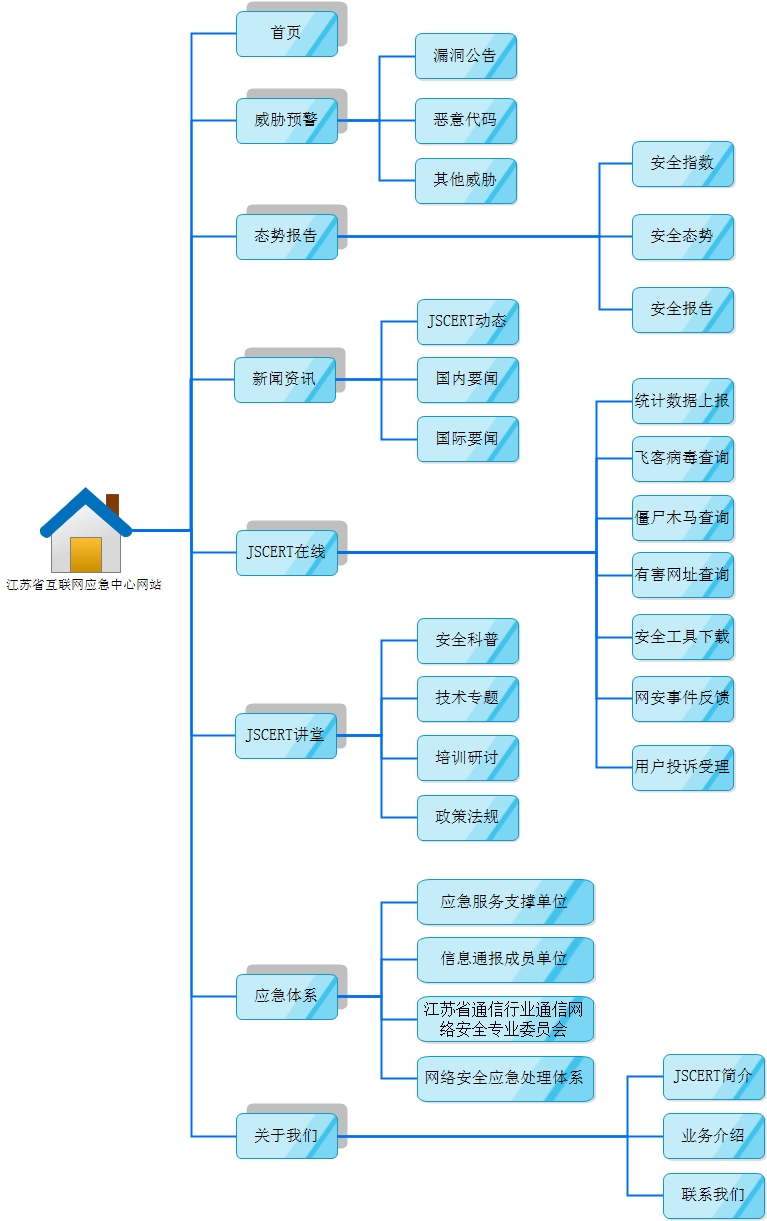 首页
威胁预警
漏洞公告
恶意代码
其他威胁
态势报告
安全指数
安全态势
安全报告
新闻资讯
JSCERT动态
国内要闻
国际要闻
江苏省互联网应急中心网站
JSCERT在线
统计数据上报
飞客病毒查询
僵尸木马查询
有害网址查询
安全工具下载
网安事件反馈
用户投诉受理
JSCERT讲堂
安全科普
技术专题
培训研讨
政策法规
应急体系
应急服务支撑单位
信息通报成员单位
江苏省通信行业通信网
络安全专业委员会
网络安全应急处理体系
关于我们
JSCERT简介
业务介绍
联系我们